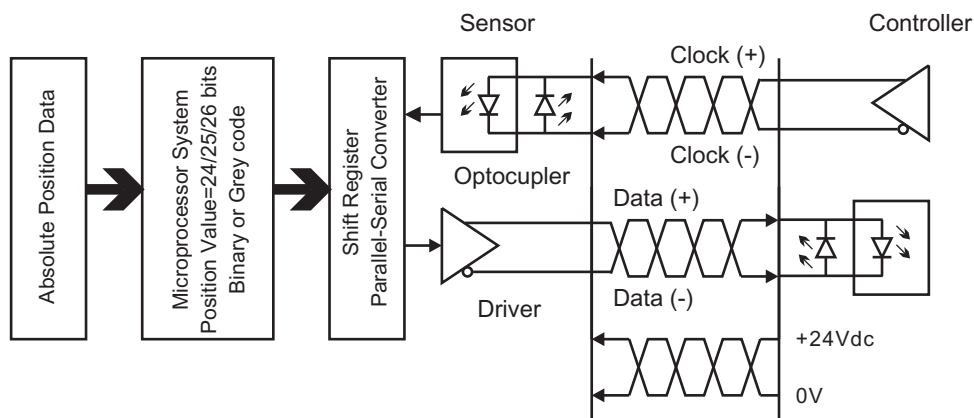 Sensor
Controller
Absolute Position Data
Microprocessor System
Position Value=24/25/26 bits
Binary or Grey code
Shift Register
Parallel-Serial Converter
Clock (+)
Clock (-)
Optocupler
Data (+)
Data (-)
Driver
+24Vdc
0V